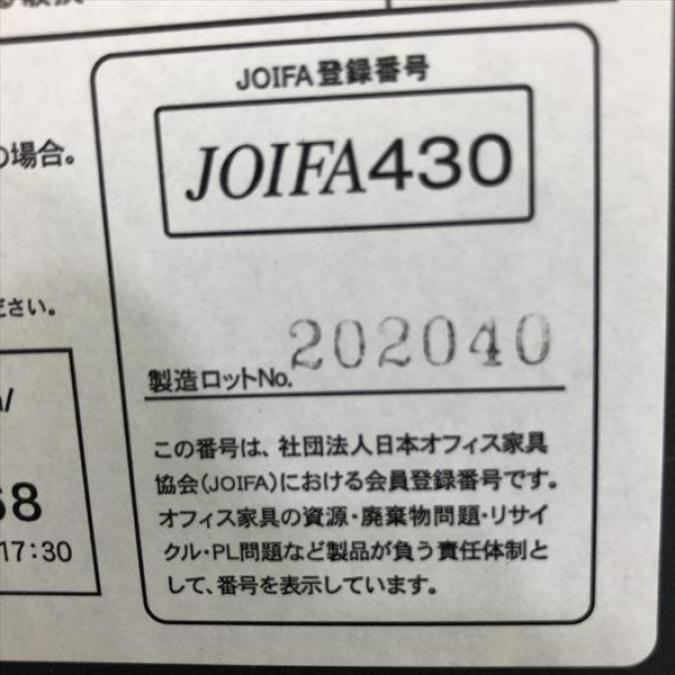 JOIFA登録番号
JOIFA430
の場合。
ださい。
202040
製造ロットNo.
68
17:30
この番号は、社団法人日本オフィス家具
協会(JOIFA)における会員登録番号です。
オフィス家具の資源・廃棄物問題・リサイ
クル・PL問題など製品が負う責任体制と
して、番号を表示しています。